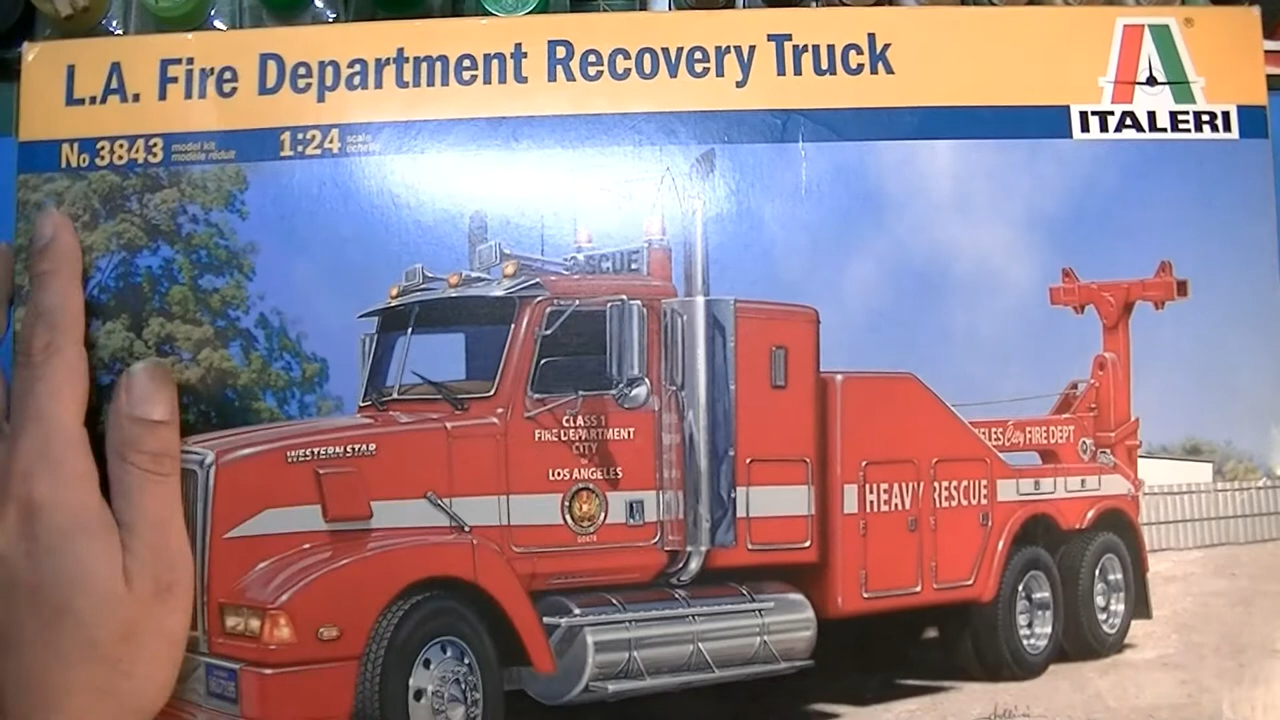 L.A. Fire Department Recovery Truck
ITALERI
®
No 3843 model kit
modèle réduit
1:24 scale
échelle
WESTERN STAR
CLASS 1
FIRE DEPARTMENT
CITY
LOS ANGELES
HEAVY RESCUE
ELES City FIRE DEPT